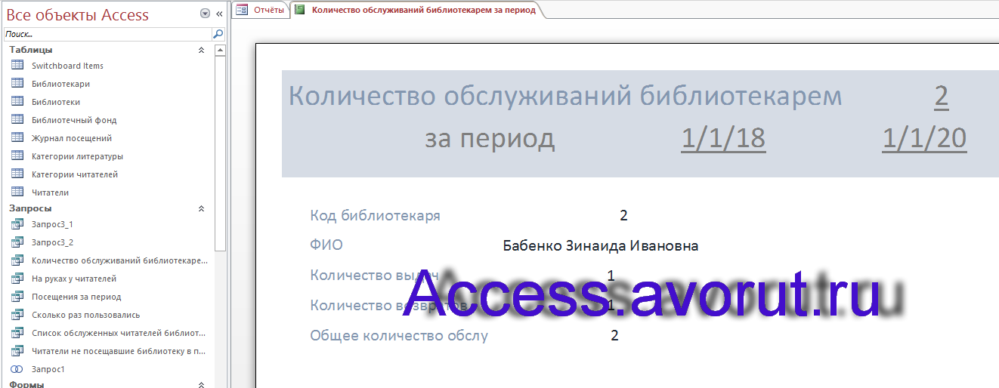 Все объекты Access
Поиск...
Таблицы
Switchboard Items
Библиотекари
Библиотеки
Библиотечный фонд
Журнал посещений
Категории литературы
Категории читателей
Читатели
Запросы
Запрос3_1
Запрос3_2
Количество обслуживаний библиотекаре...
На руках у читателей
Посещения за период
Сколько раз пользовались
Список обслуженных читателей библиот...
Читатели не посещавшие библиотеку в п...
Запрос1
Формы
Отчёты
Количество обслуживаний библиотекарем за период
Количество обслуживаний библиотекарем 2
за период 1/1/18 1/1/20
Код библиотекаря 2
ФИО Бабенко Зинаида Ивановна
Количество выдач 1
Количество возвратов 1
Общее количество обслу 2
Access.avorut.ru